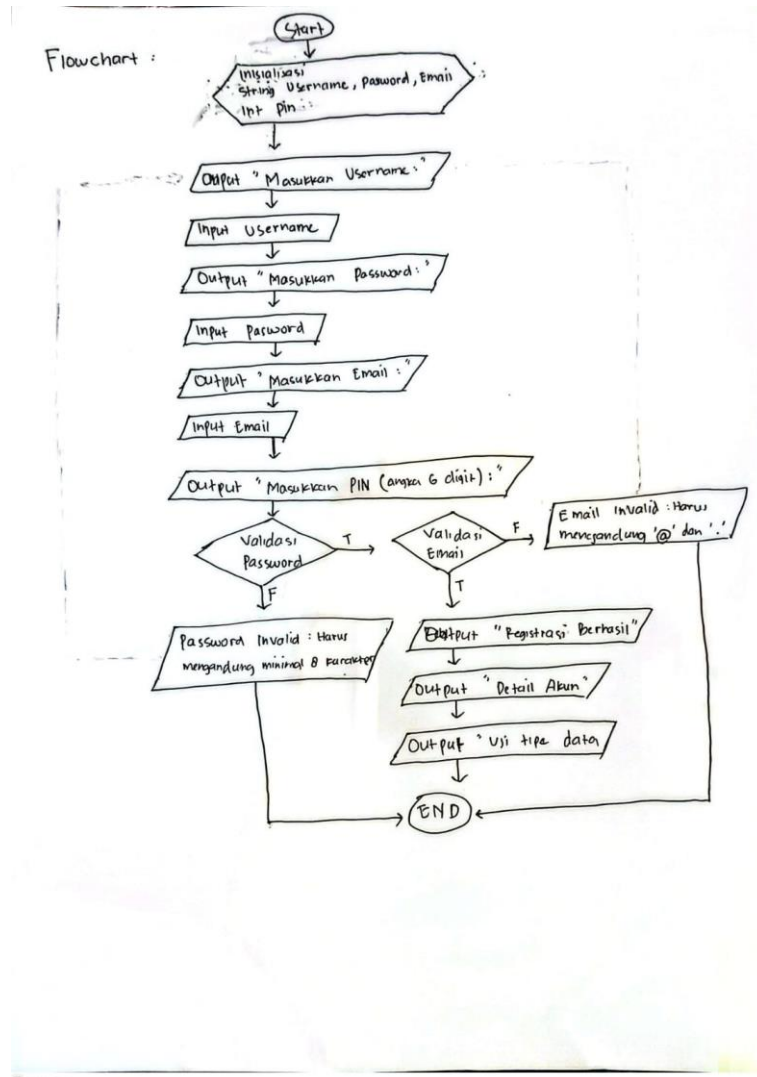 Start
Flowchart :
Inisialisasi
String Username, Pasword, Email
Int Pin
Output "Masukkan Username:"
Input Username
Output "Masukkan Password:"
Input Pasword
Output "Masukkan Email :"
Input Email
Output "Masukkan PIN (angka 6 digit) : "
Validasi
Password
T
Validasi
Email
F
Email Invalid : Harus
mengandung '@' dan '.'
F
T
Password Invalid : Harus
mengandung minimal 8 karakter
Output "Registrasi Berhasil"
Output "Detail Akun"
Output "Uji tipe data
END